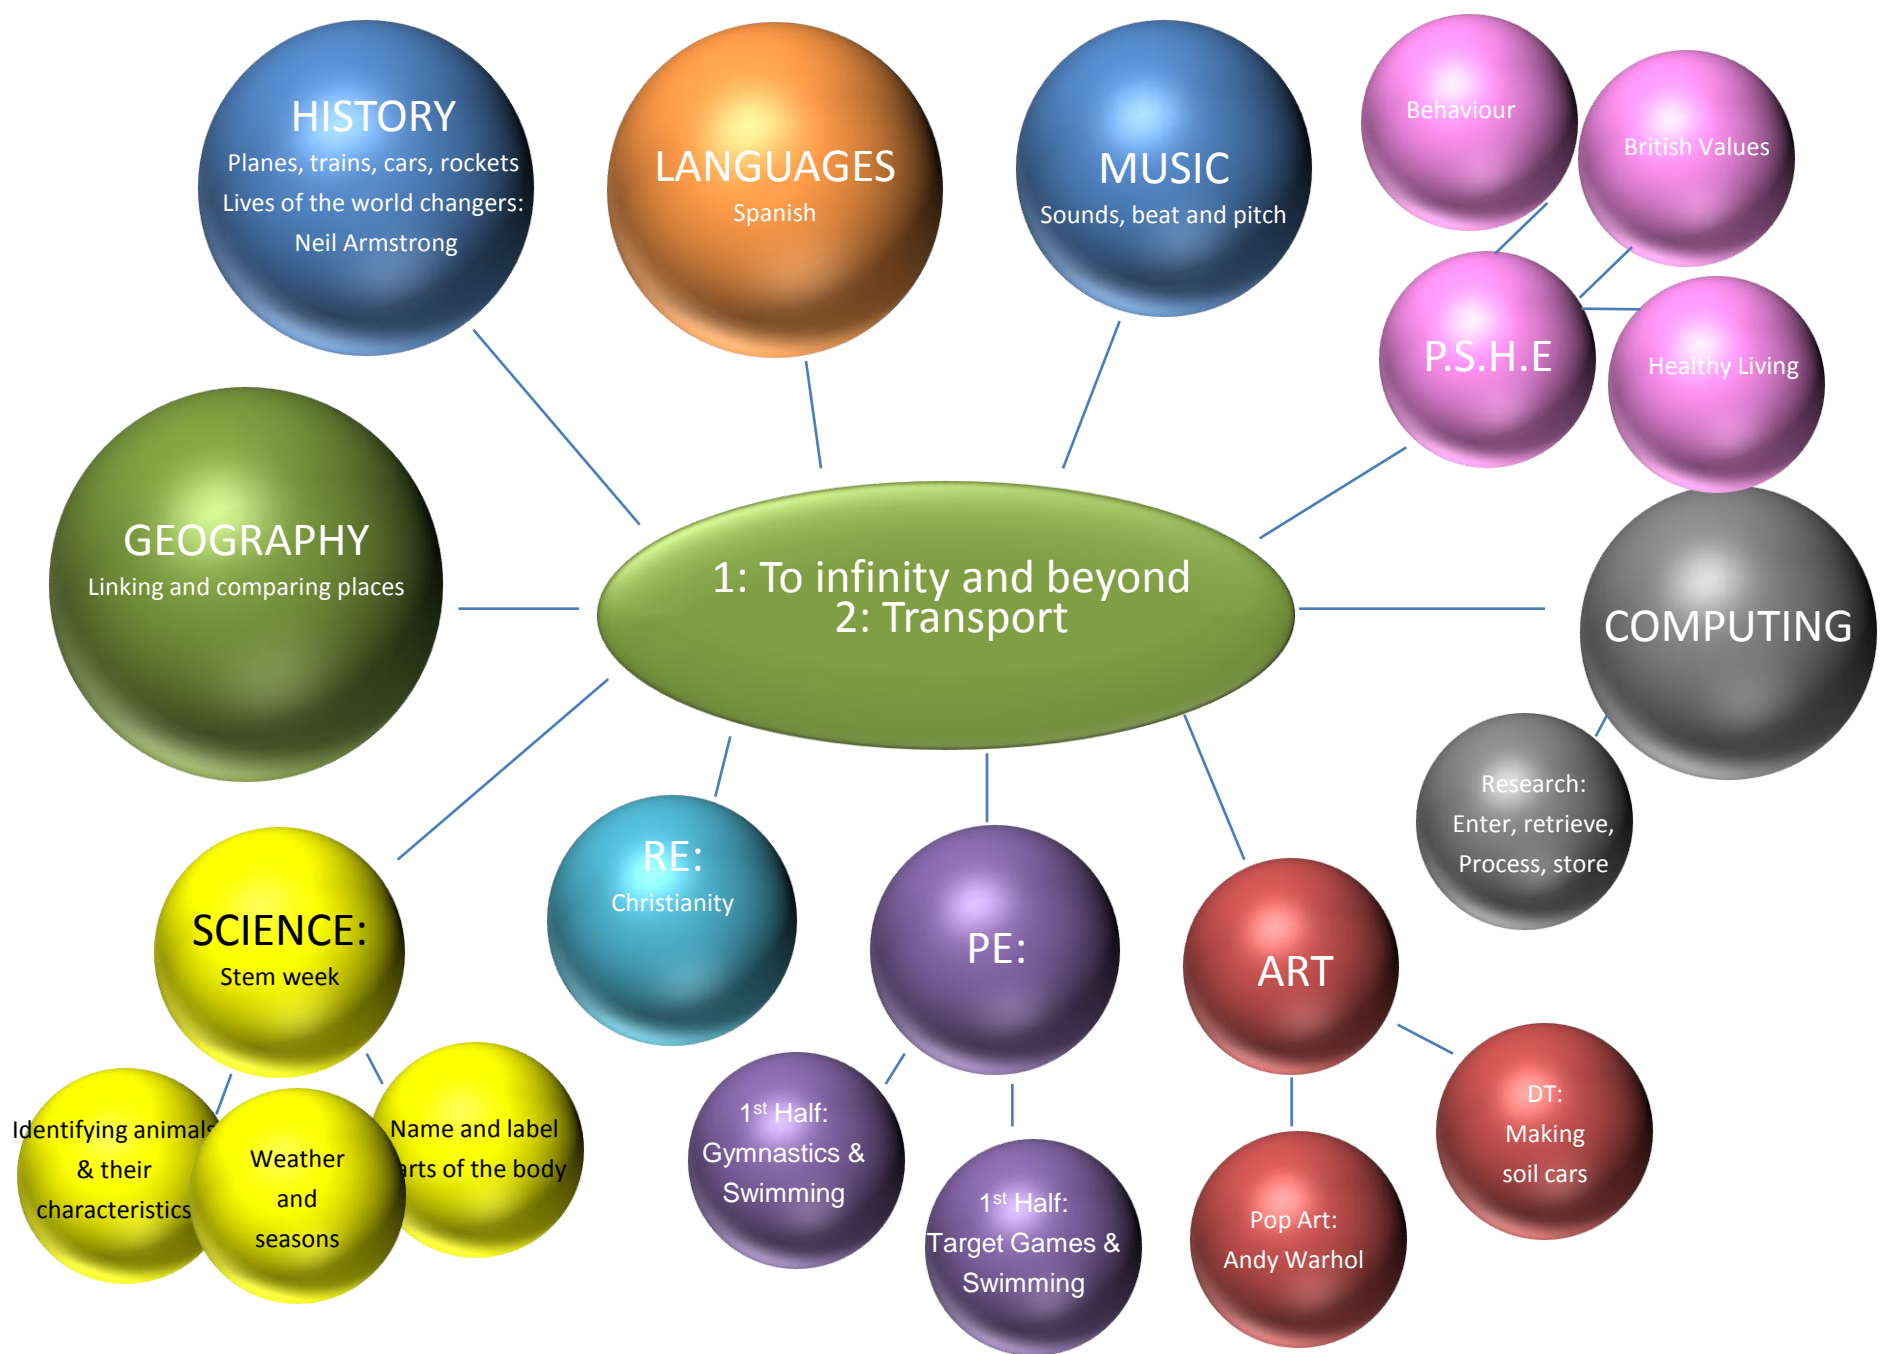 HISTORY
Planes, trains, cars, rockets
Lives of the world changers:
Neil Armstrong
LANGUAGES
Spanish
MUSIC
Sounds, beat and pitch
Behaviour
British Values
P.S.H.E
Healthy Living
GEOGRAPHY
Linking and comparing places
1: To infinity and beyond
2: Transport
COMPUTING
Research:
Enter, retrieve,
Process, store
SCIENCE:
Stem week
Identifying animals
& their
characteristics
Weather
and
seasons
Name and label
arts of the body
RE:
Christianity
PE:
1st Half:
Gymnastics &
Swimming
1st Half:
Target Games &
Swimming
ART
Pop Art:
Andy Warhol
DT:
Making
soil cars